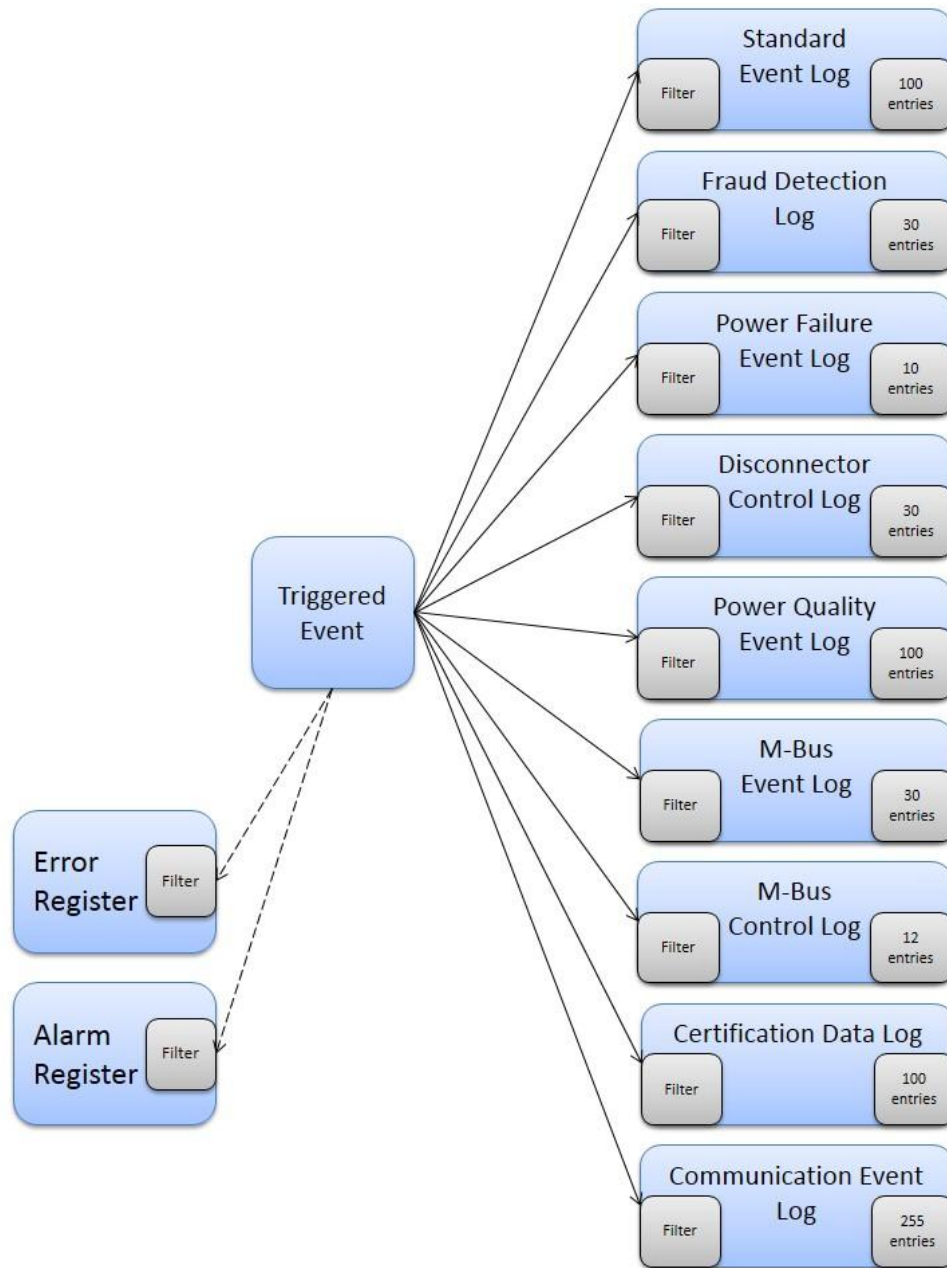 Standard
Event Log
Filter
100
entries
Fraud Detection
Log
Filter
30
entries
Power Failure
Event Log
Filter
10
entries
Disconnector
Control Log
Filter
30
entries
Triggered
Event
Power Quality
Event Log
Filter
100
entries
M-Bus
Event Log
Filter
30
entries
Error
Register
Filter
M-Bus
Control Log
Filter
12
entries
Alarm
Register
Filter
Certification Data Log
Filter
100
entries
Communication Event
Log
Filter
255
entries